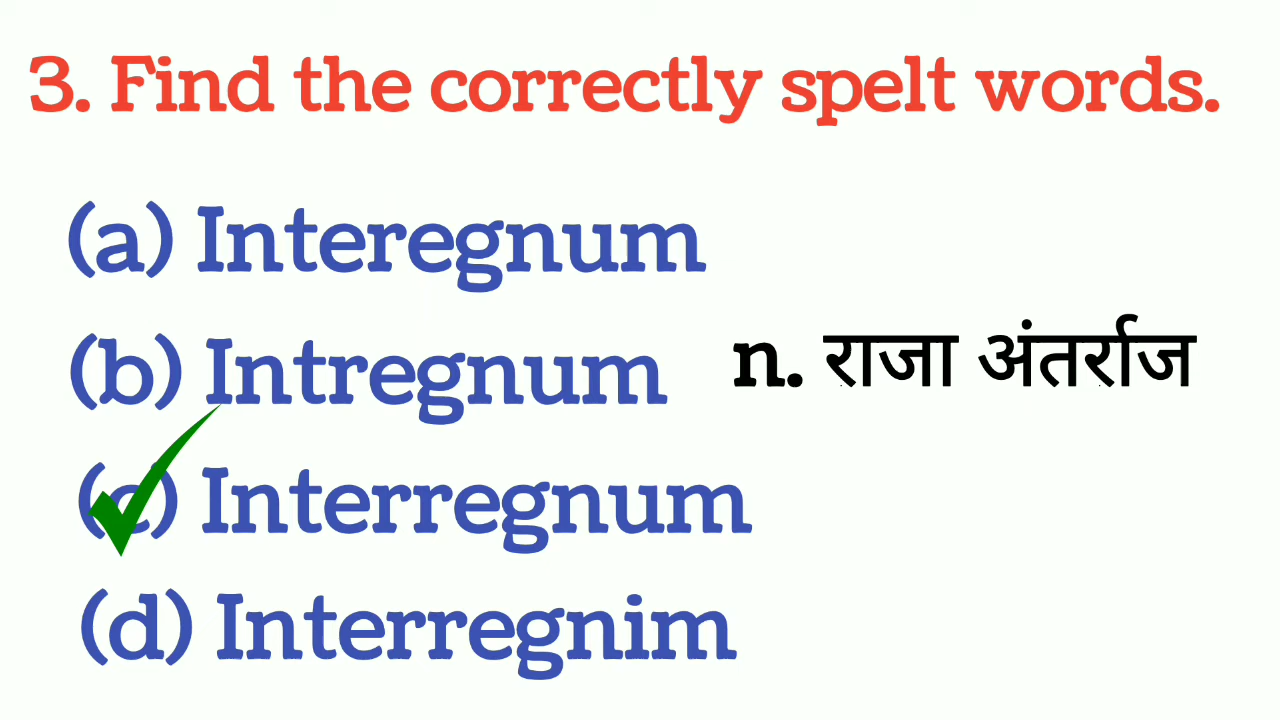 3. Find the correctly spelt words.
(a) Interegnum
(b) Intregnum
n. राजा अंतर्राज
(c) Interregnum
(d) Interregnim